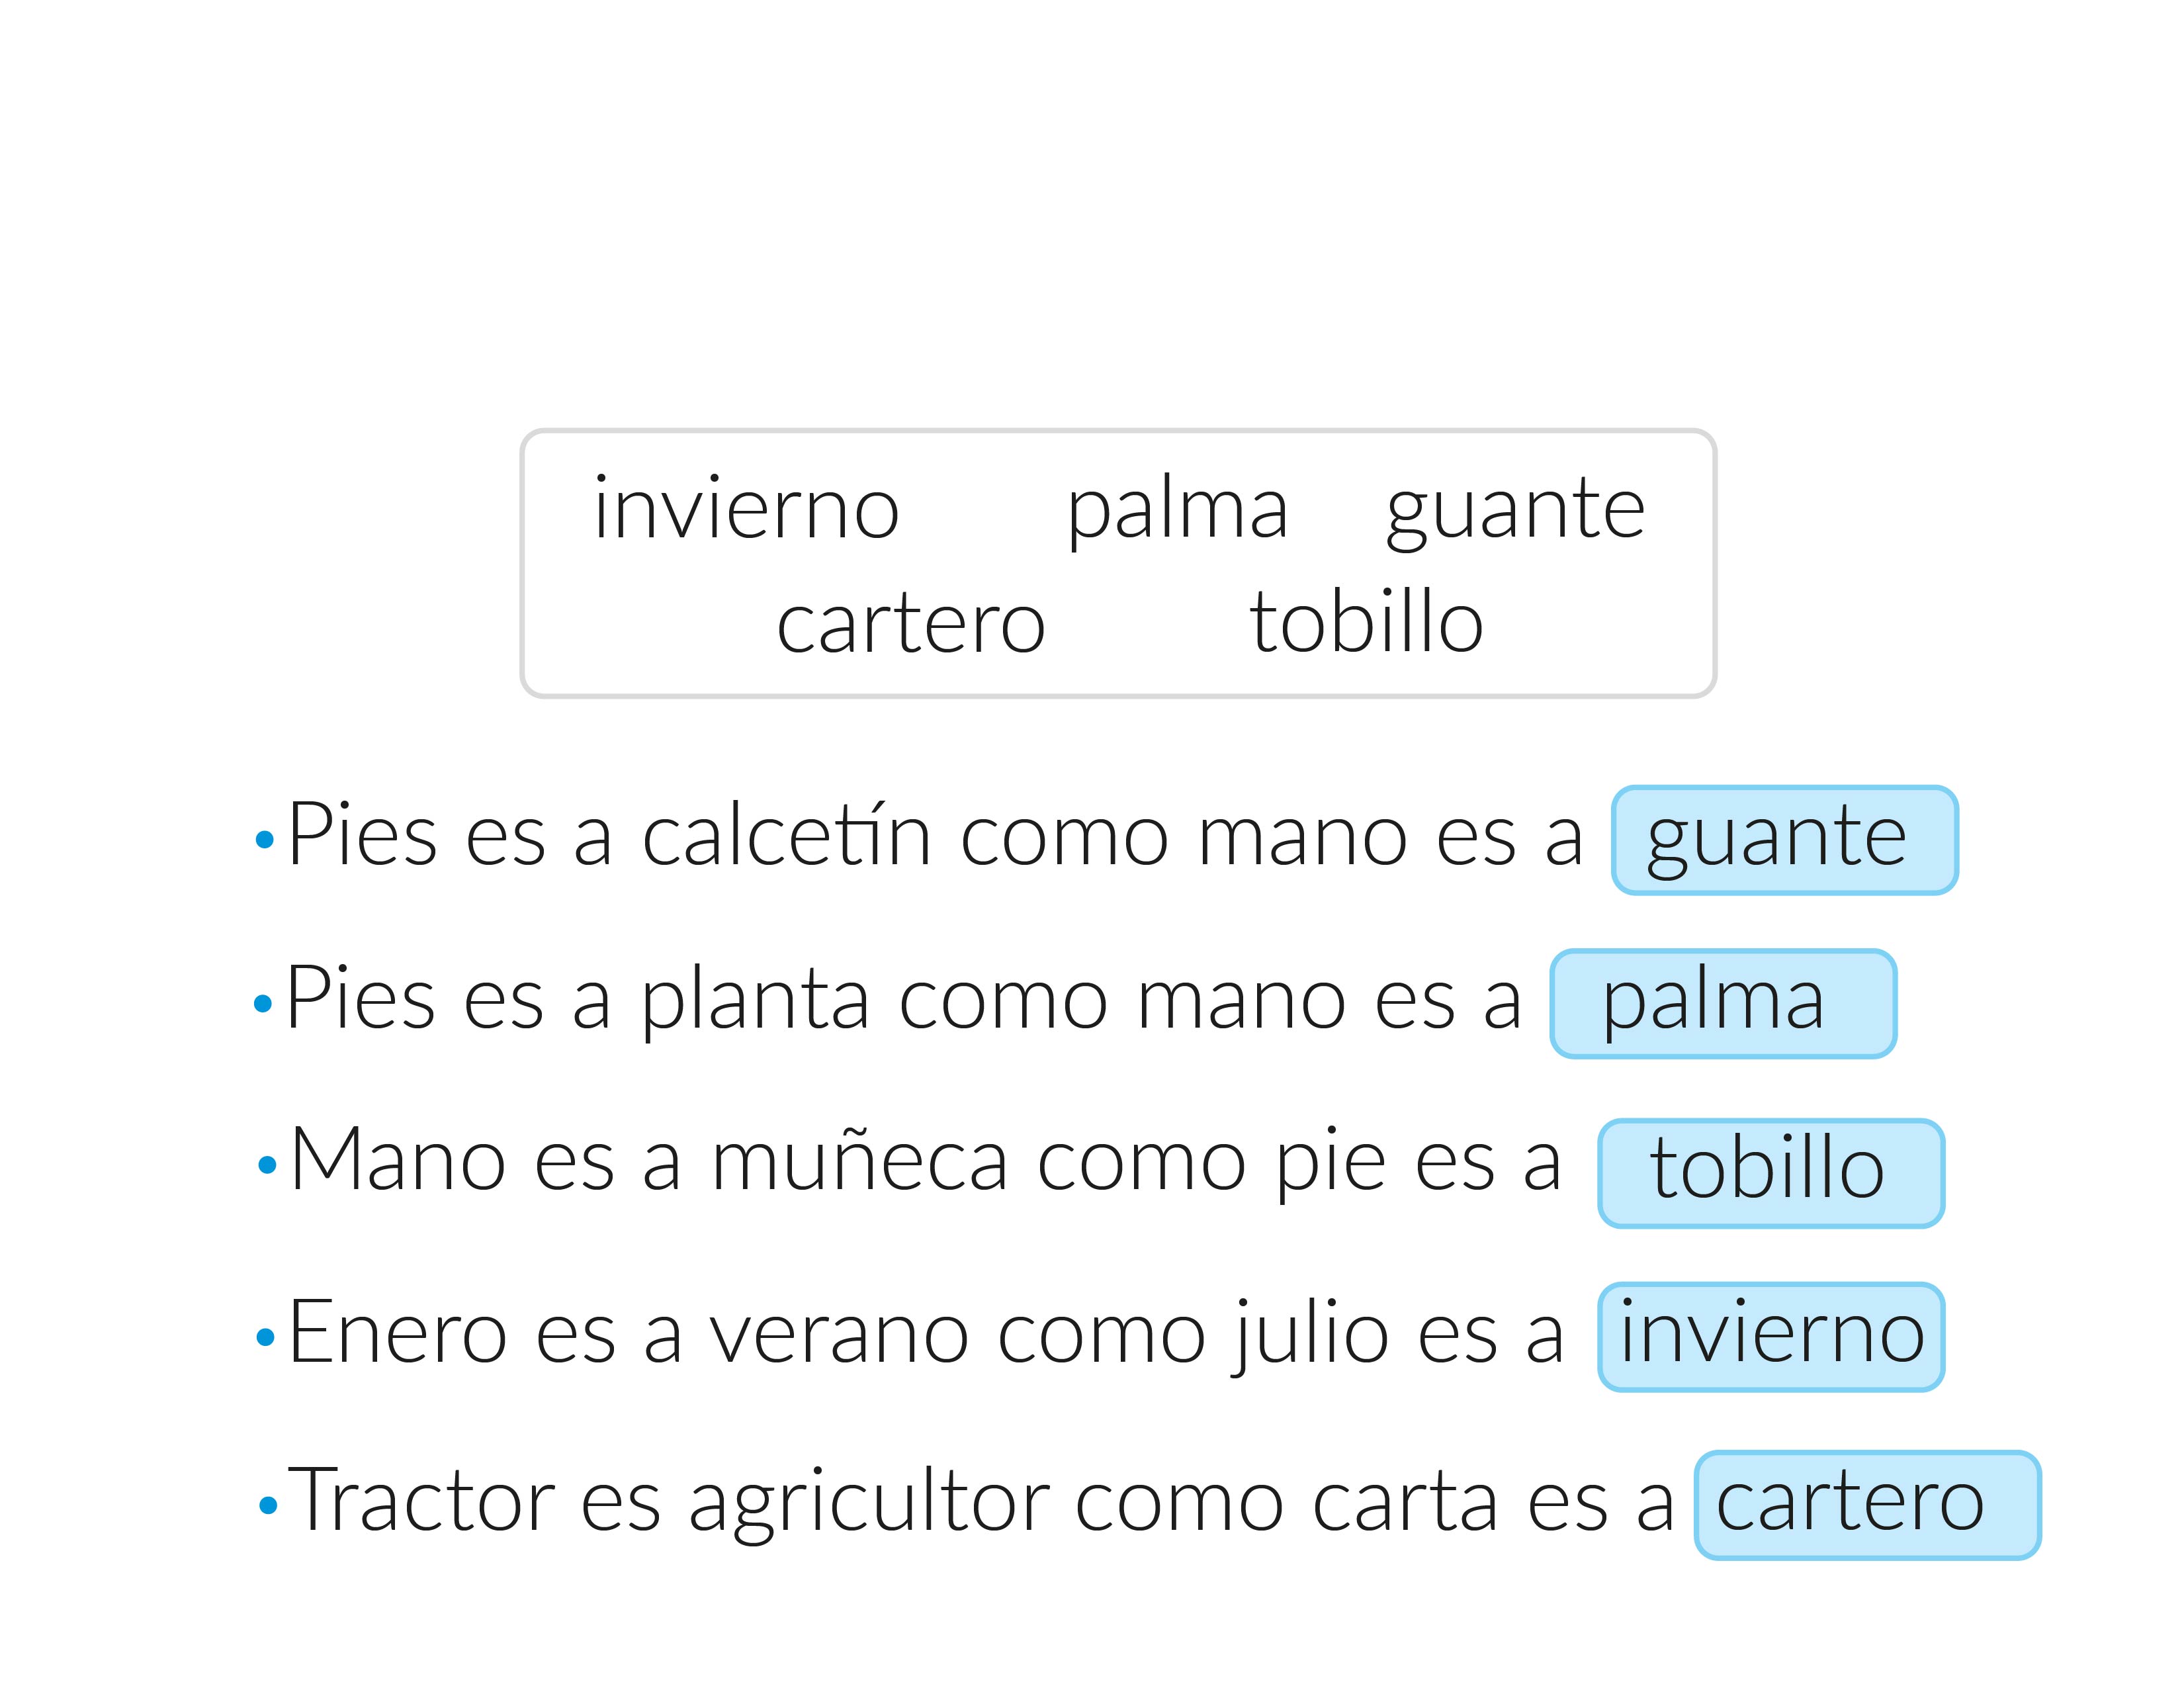 invierno palma guante
cartero tobillo
•Pies es a calcetín como mano es a guante
•Pies es a planta como mano es a palma
•Mano es a muñeca como pie es a tobillo
•Enero es a verano como julio es a invierno
•Tractor es agricultor como carta es a cartero